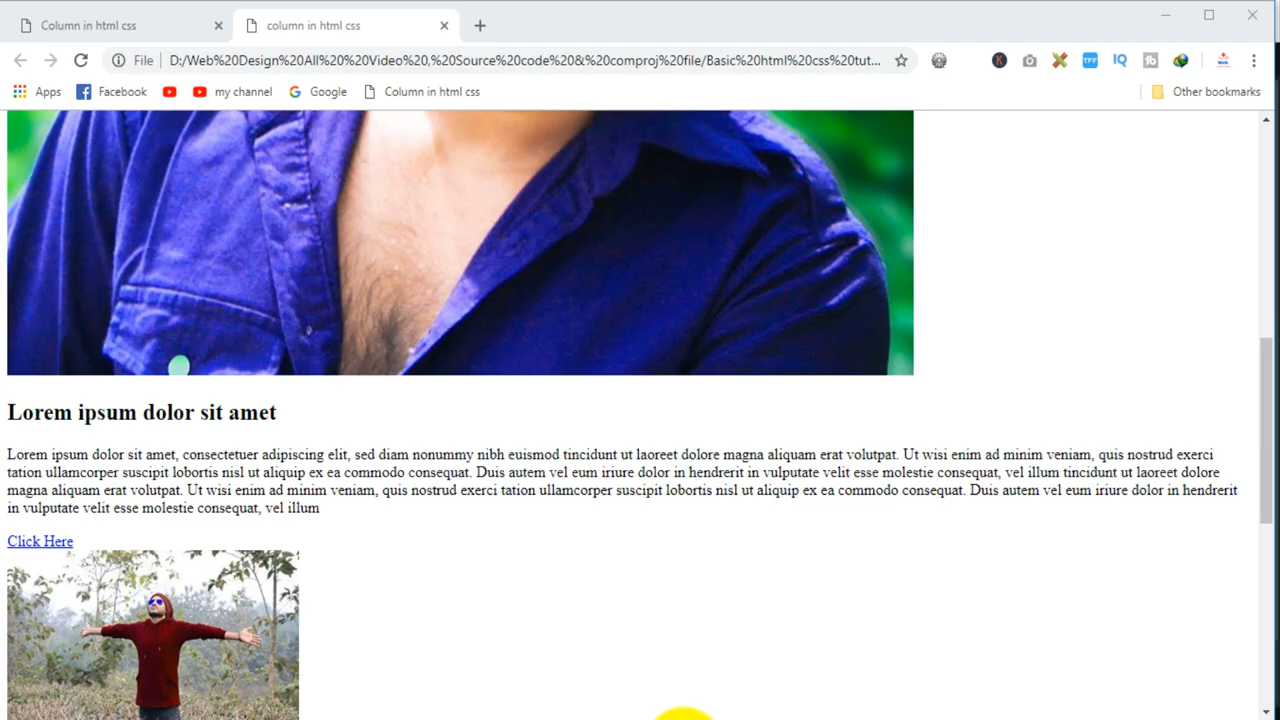 Column in html css
column in html css
File
D:/Web%20Design%20All%20%20Video%20,%20Source%20code%20&%20comproj%20file/Basic%20html%20css%20tut...
K
TFF
IQ
Apps
Facebook
my channel
Google
Column in html css
Other bookmarks
Lorem ipsum dolor sit amet
Lorem ipsum dolor sit amet, consectetuer adipiscing elit, sed diam nonummy nibh euismod tincidunt ut laoreet dolore magna aliquam erat volutpat. Ut wisi enim ad minim veniam, quis nostrud exerci
tation ullamcorper suscipit lobortis nisl ut aliquip ex ea commodo consequat. Duis autem vel eum iriure dolor in hendrerit in vulputate velit esse molestie consequat, vel illum tincidunt ut laoreet dolore
magna aliquam erat volutpat. Ut wisi enim ad minim veniam, quis nostrud exerci tation ullamcorper suscipit lobortis nisl ut aliquip ex ea commodo consequat. Duis autem vel eum iriure dolor in hendrerit
in vulputate velit esse molestie consequat, vel illum
Click Here